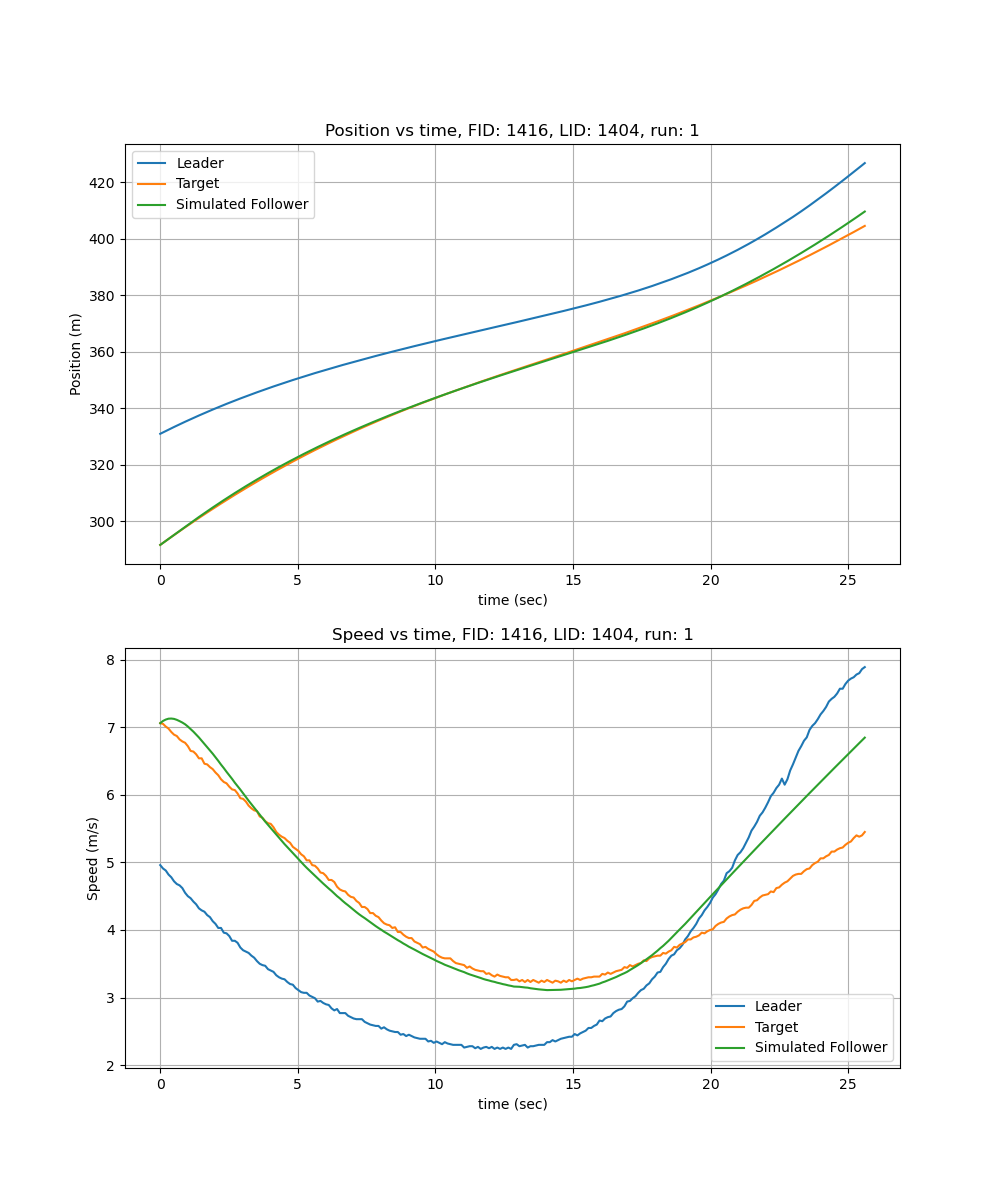 Position vs time, FID: 1416, LID: 1404, run: 1
Leader
Target
Simulated Follower
420
400
380
360
340
320
300
Position (m)
0 5 10 15 20 25
time (sec)
Speed vs time, FID: 1416, LID: 1404, run: 1
8
7
6
5
4
3
2
Speed (m/s)
Leader
Target
Simulated Follower
0 5 10 15 20 25
time (sec)